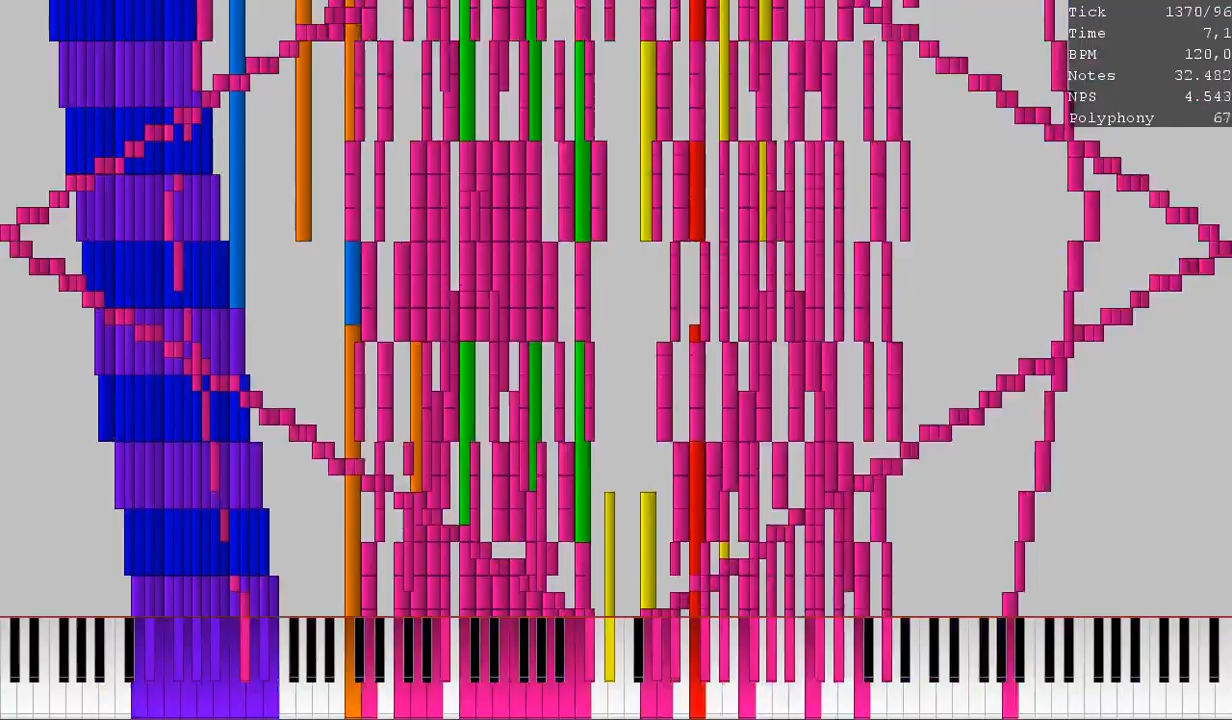 Tick 1370/96
Time 7,1
BPM 120,0
Notes 32.482
NPS 4.543
Polyphony 67